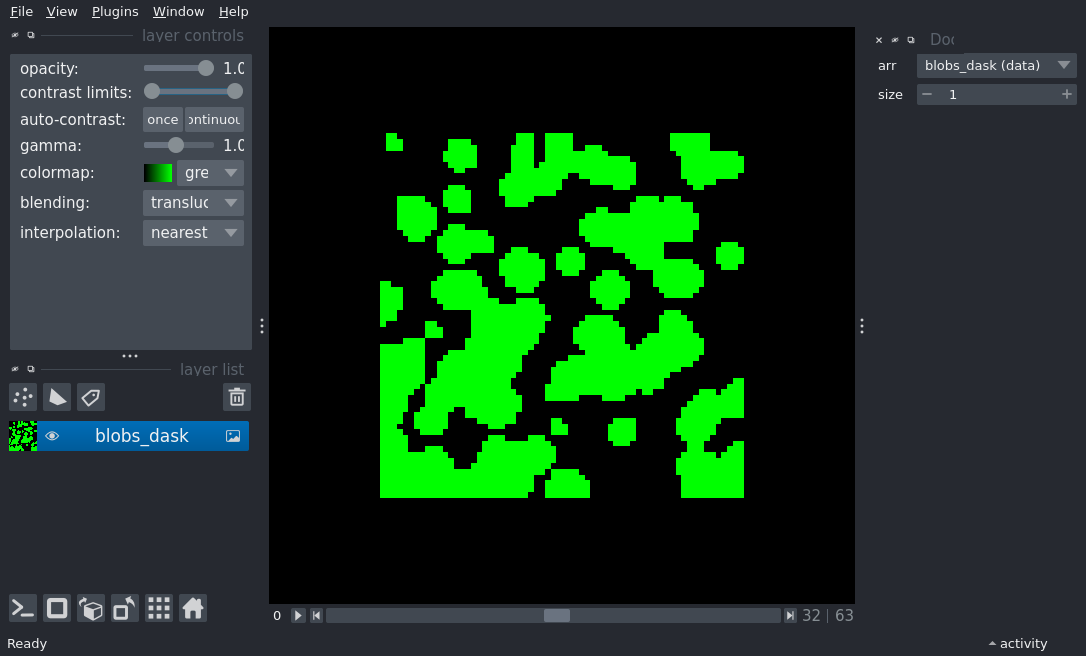 File View Plugins Window Help
layer controls
opacity: 1.0
contrast limits:
auto-contrast: once ontinuou
gamma: 1.0
colormap: gre
blending: transluc
interpolation: nearest
layer list
blobs_dask
Ready
0 32 | 63
Doc
arr blobs_dask (data)
size 1
activity